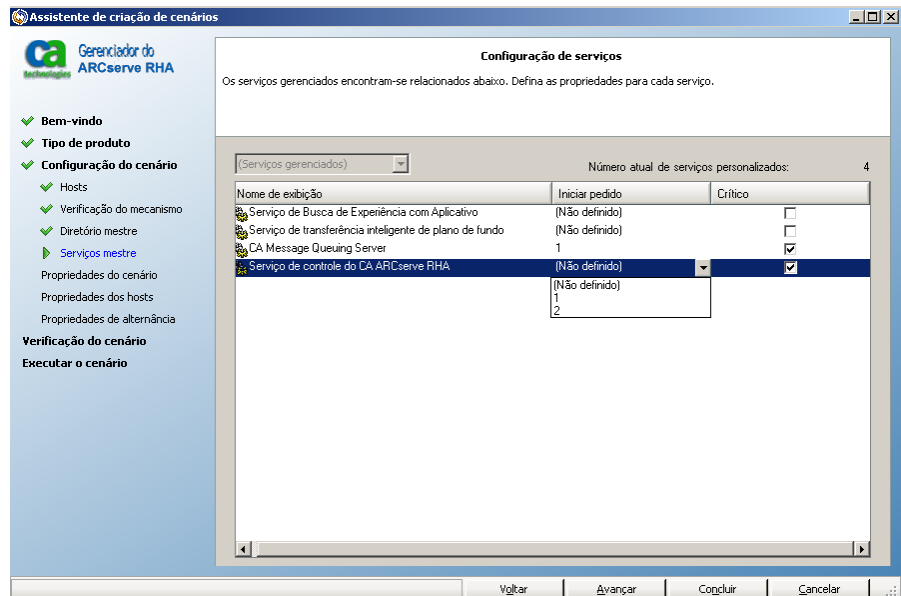 Assistente de criação de cenários
ca
technologies
Gerenciador do
ARCserve RHA
Bem-vindo
Tipo de produto
Configuração do cenário
Hosts
Verificação do mecanismo
Diretório mestre
Serviços mestre
Propriedades do cenário
Propriedades dos hosts
Propriedades de alternância
Verificação do cenário
Executar o cenário
Configuração de serviços
Os serviços gerenciados encontram-se relacionados abaixo. Defina as propriedades para cada serviço.
(Serviços gerenciados)
Número atual de serviços personalizados: 4
Nome de exibição Iniciar pedido Crítico
Serviço de Busca de Experiência com Aplicativo (Não definido)
Serviço de transferência inteligente de plano de fundo (Não definido)
CA Message Queuing Server 1
Serviço de controle do CA ARCserve RHA (Não definido)
(Não definido)
1
2
Voltar Avançar Concluir Cancelar